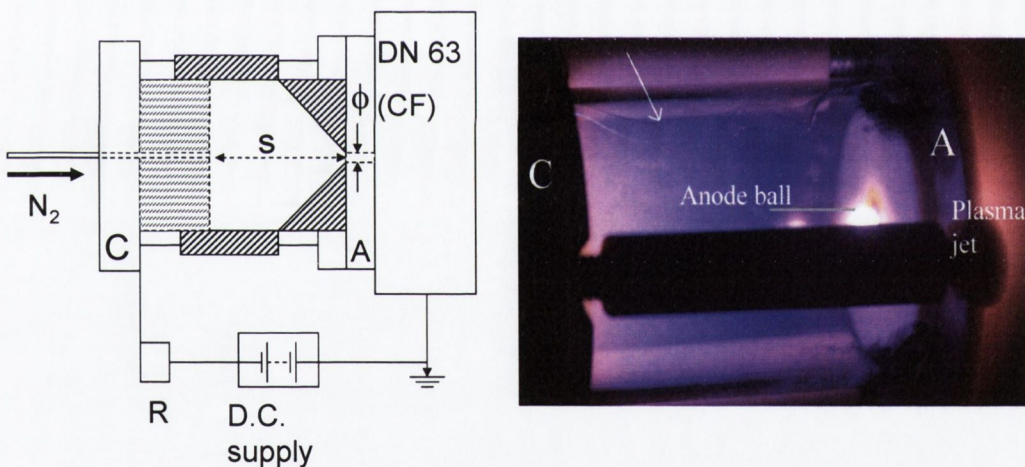 DN 63
(CF)
ϕ
s
N₂
C
A
R
D.C.
supply
C
A
Anode ball
Plasma
jet